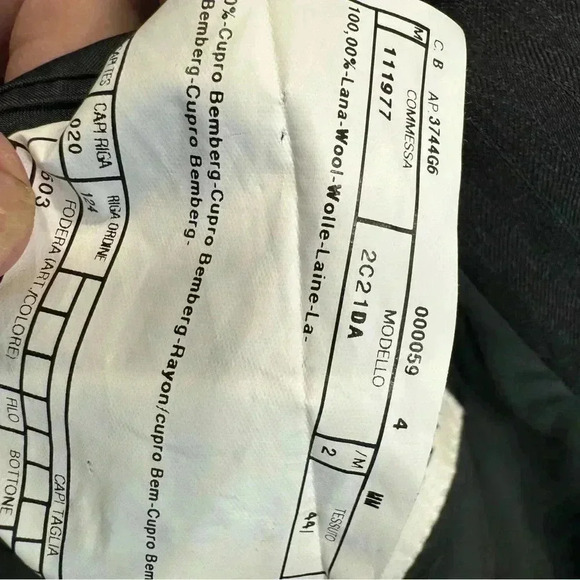 C. B AP.3744G6 000059 4
M COMMESSA MODELLO /M
111977 2C21DA 2 TESSUTO
441
100,00%-Lana-Wool-Wolle-Laine-La-
0%-Cupro Bemberg-Cupro Bemberg-Rayon/cupro Bem-Cupro Bem
Bemberg-Cupro Bemberg-
CAPI RIGA RIGA ORDINE CAPI TAGLIA
020 124
FODERA (ART./COLORE) FILO BOTTONE
603